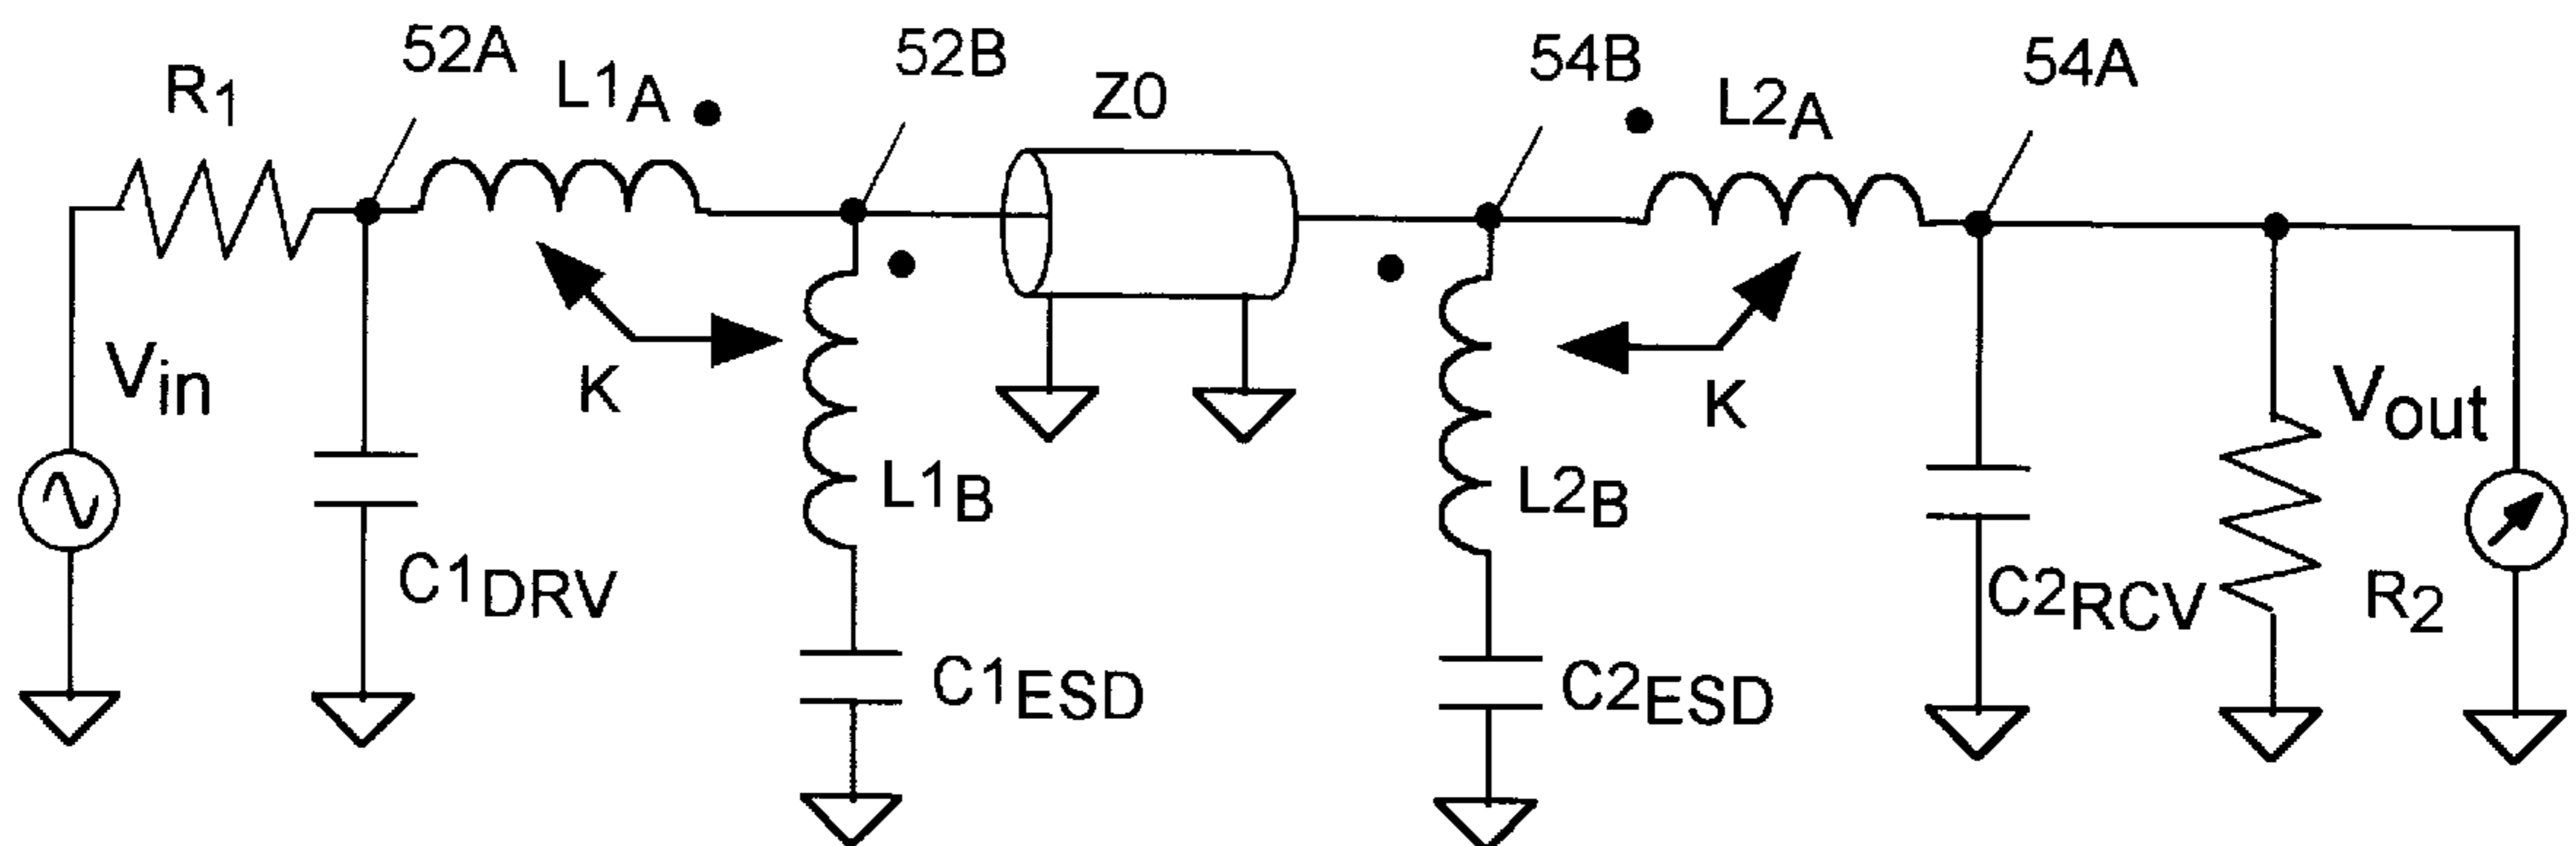 52A
52B
54B
54A
R1
L1A
Z0
L2A
Vin
K
K
Vout
L1B
L2B
C1DRV
C2RCV
R2
C1ESD
C2ESD